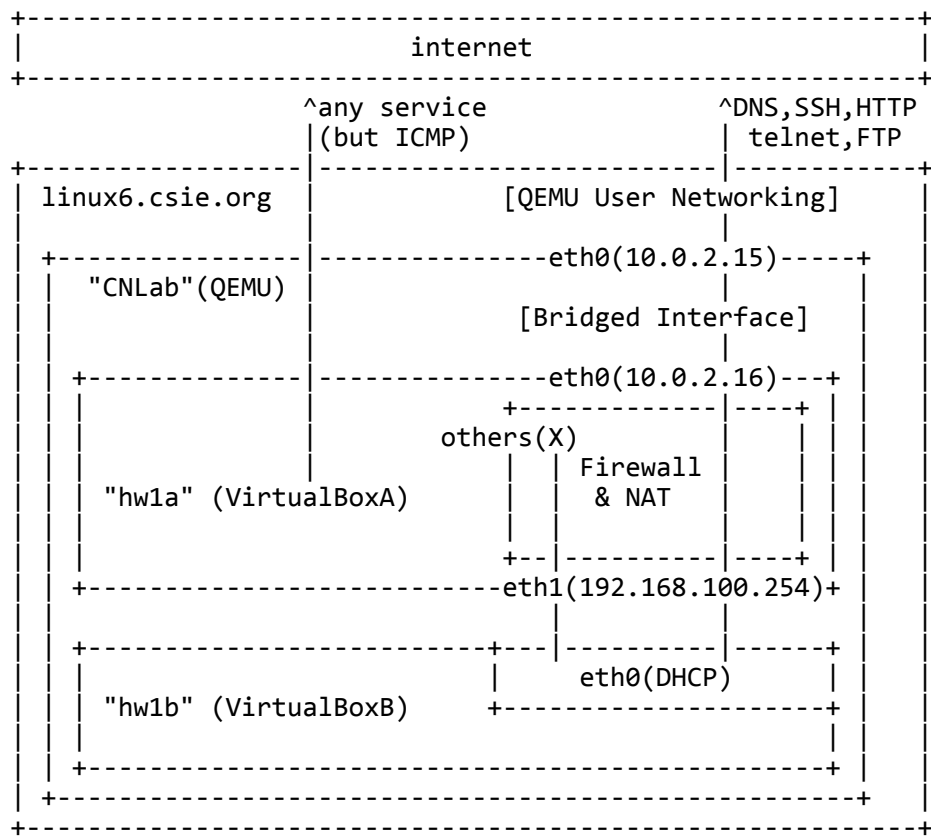 internet
^any service ^DNS,SSH,HTTP
(but ICMP) telnet,FTP
linux6.csie.org [QEMU User Networking]
eth0(10.0.2.15)
"CNLab"(QEMU)
[Bridged Interface]
eth0(10.0.2.16)
others(X)
Firewall
"hw1a" (VirtualBoxA) & NAT
eth1(192.168.100.254)
eth0(DHCP)
"hw1b" (VirtualBoxB)